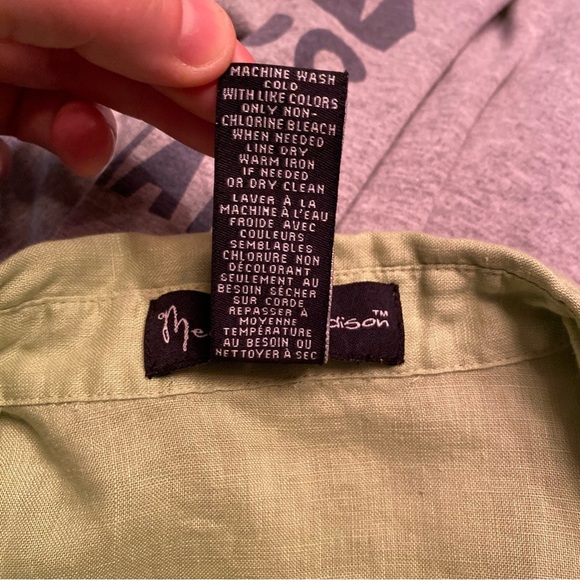 MACHINE WASH
COLD
WITH LIKE COLORS
ONLY NON-
CHLORINE BLEACH
WHEN NEEDED
LINE DRY
WARM IRON
IF NEEDED
OR DRY CLEAN
LAVER À LA
MACHINE À L'EAU
FROIDE AVEC
COULEURS
SEMBLABLES
CHLORURE NON
DÉCOLORANT
SEULEMENT AU
BESOIN SÉCHER
SUR CORDE
REPASSER À
MOYENNE
TEMPÉRATURE
AU BESOIN OU
NETTOYER À SEC
Me dison™